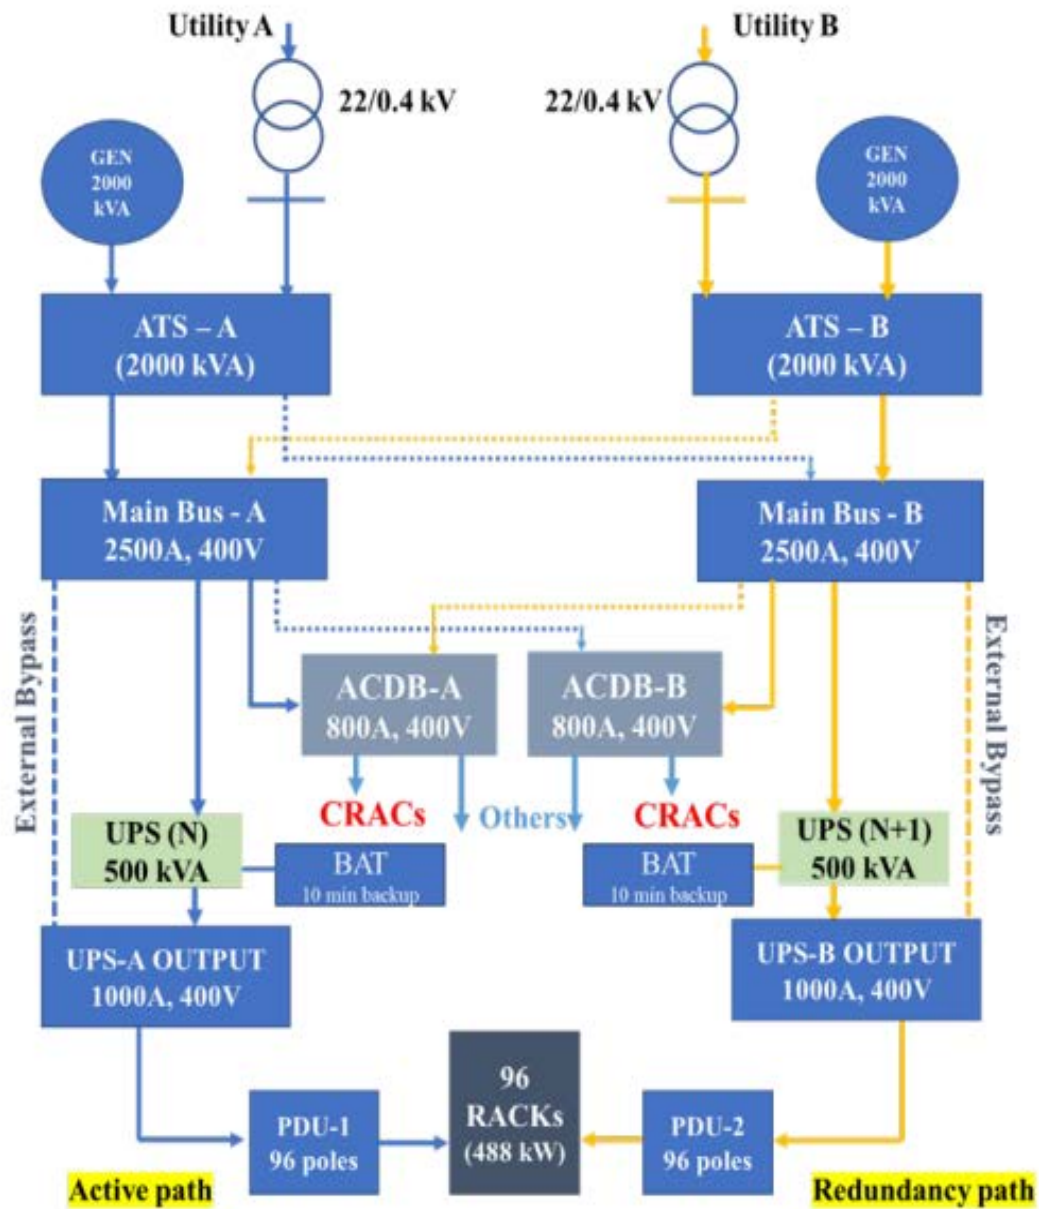 Utility A
Utility B
22/0.4 kV
22/0.4 kV
GEN
2000
kVA
GEN
2000
kVA
ATS – A
(2000 kVA)
ATS – B
(2000 kVA)
Main Bus - A
2500A, 400V
Main Bus - B
2500A, 400V
External Bypass
External Bypass
ACDB-A
800A, 400V
ACDB-B
800A, 400V
CRACs
Others
CRACs
UPS (N)
500 kVA
BAT
10 min backup
BAT
10 min backup
UPS (N+1)
500 kVA
UPS-A OUTPUT
1000A, 400V
UPS-B OUTPUT
1000A, 400V
PDU-1
96 poles
96
RACKs
(488 kW)
PDU-2
96 poles
Active path
Redundancy path